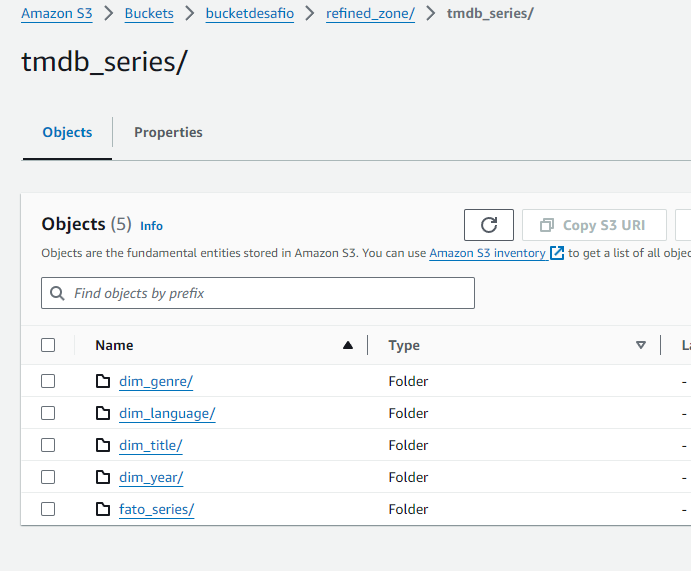 Amazon S3 > Buckets > bucketdesafio > refined_zone/ > tmdb_series/
tmdb_series/
Objects Properties
Objects (5) Info
Copy S3 URI
Objects are the fundamental entities stored in Amazon S3. You can use Amazon S3 inventory to get a list of all objec
Find objects by prefix
Name Type La
dim_genre/ Folder -
dim_language/ Folder -
dim_title/ Folder -
dim_year/ Folder -
fato_series/ Folder -